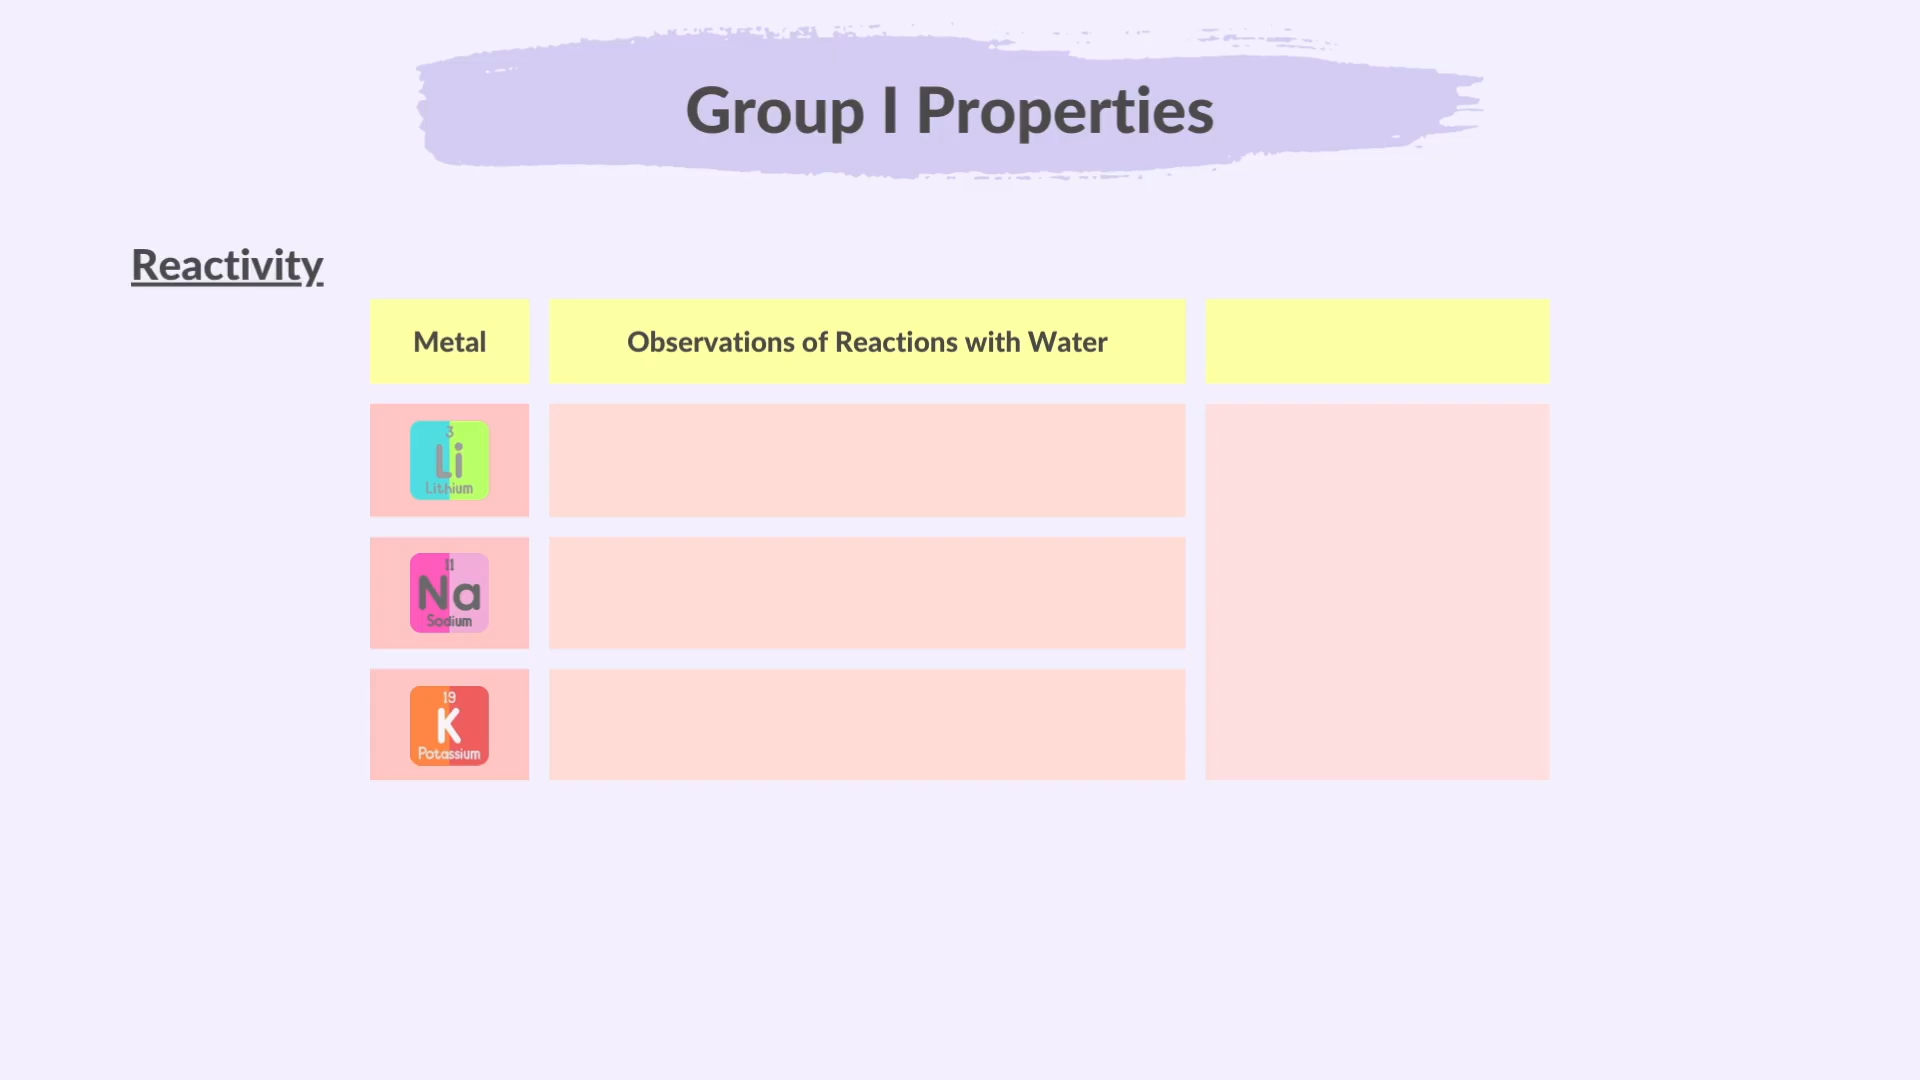 Group I Properties
Reactivity
Metal
Observations of Reactions with Water
3
Li
Lithium
11
Na
Sodium
19
K
Potassium